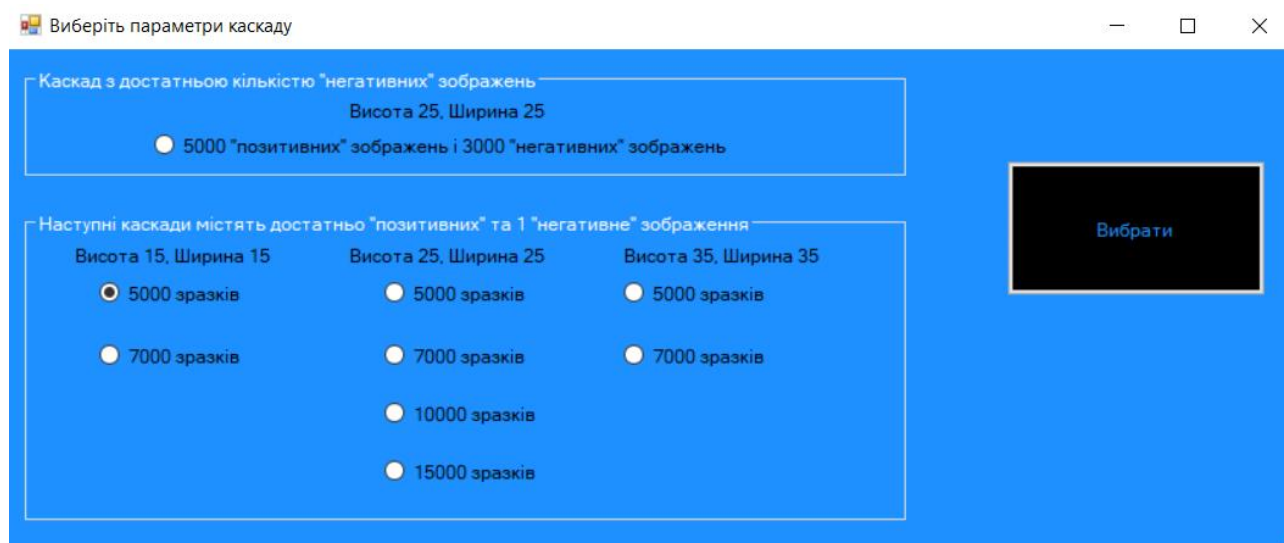 Виберіть параметри каскаду
Каскад з достатньою кількістю "негативних" зображень
Висота 25, Ширина 25
5000 "позитивних" зображень і 3000 "негативних" зображень
Вибрати
Наступні каскади містять достатньо "позитивних" та 1 "негативне" зображення
Висота 15, Ширина 15 Висота 25, Ширина 25 Висота 35, Ширина 35
5000 зразків 5000 зразків 5000 зразків
7000 зразків 7000 зразків 7000 зразків
10000 зразків
15000 зразків